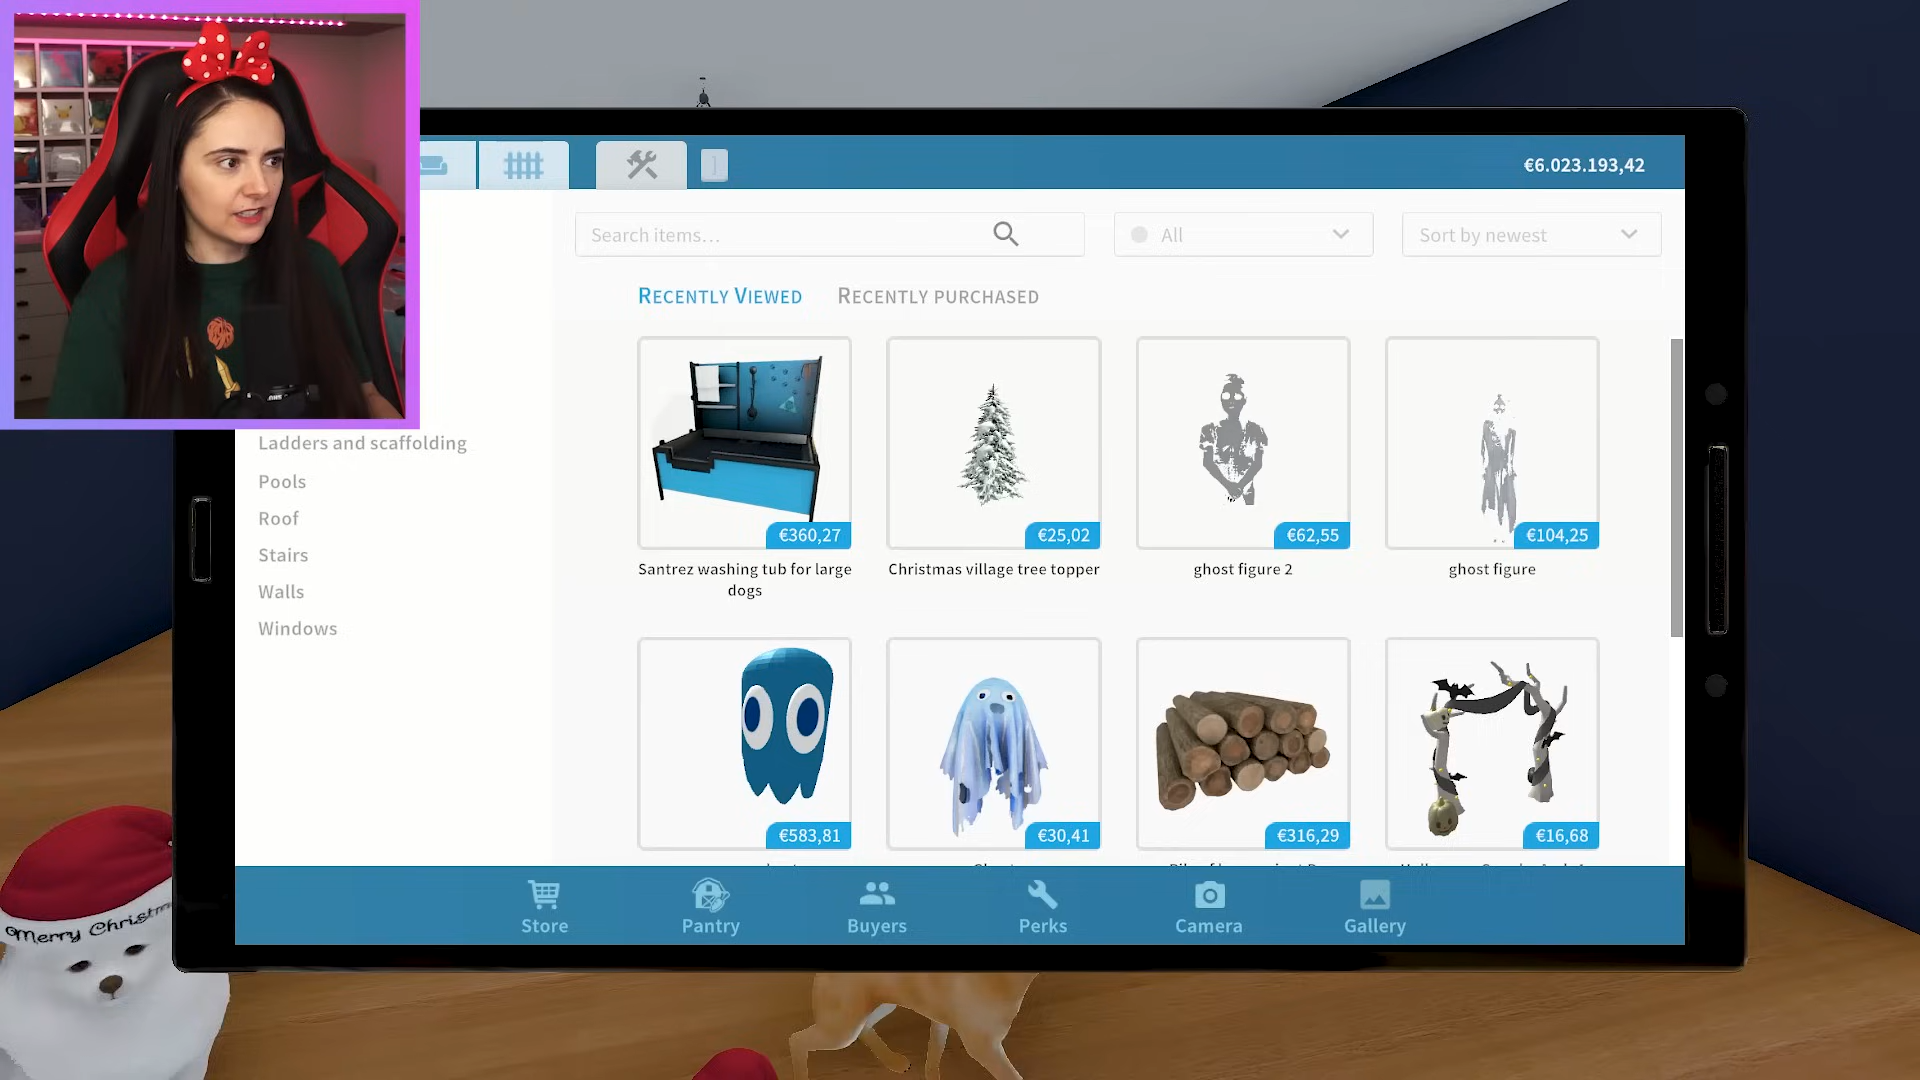 €6.023.193,42
Search items...
All
Sort by newest
RECENTLY VIEWED
RECENTLY PURCHASED
Ladders and scaffolding
Pools
Roof
Stairs
Walls
Windows
€360,27
€25,02
€62,55
€104,25
Santrez washing tub for large
dogs
Christmas village tree topper
ghost figure 2
ghost figure
€583,81
€30,41
€316,29
€16,68
Merry Christm
Store
Pantry
Buyers
Perks
Camera
Gallery